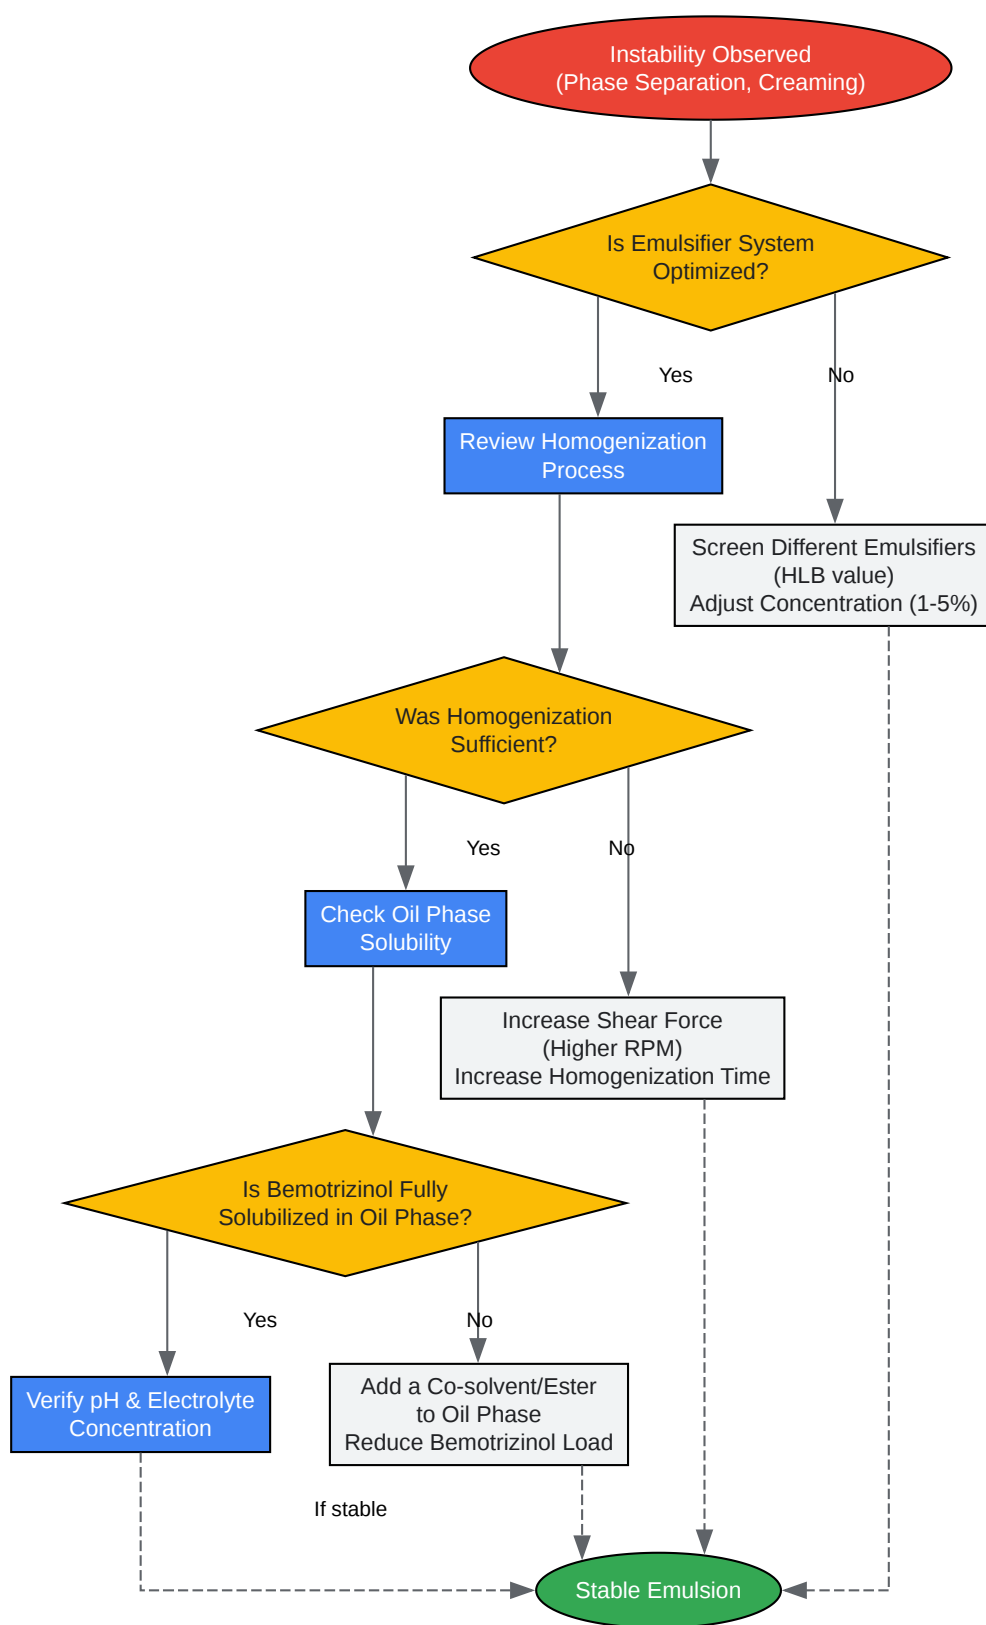 Instability Observed
(Phase Separation, Creaming)
Is Emulsifier System
Optimized?
Yes
No
Review Homogenization
Process
Screen Different Emulsifiers
(HLB value)
Adjust Concentration (1-5%)
Was Homogenization
Sufficient?
Yes
No
Check Oil Phase
Solubility
Increase Shear Force
(Higher RPM)
Increase Homogenization Time
Is Bemotrizinol Fully
Solubilized in Oil Phase?
Yes
No
Verify pH & Electrolyte
Concentration
Add a Co-solvent/Ester
to Oil Phase
Reduce Bemotrizinol Load
If stable
Stable Emulsion